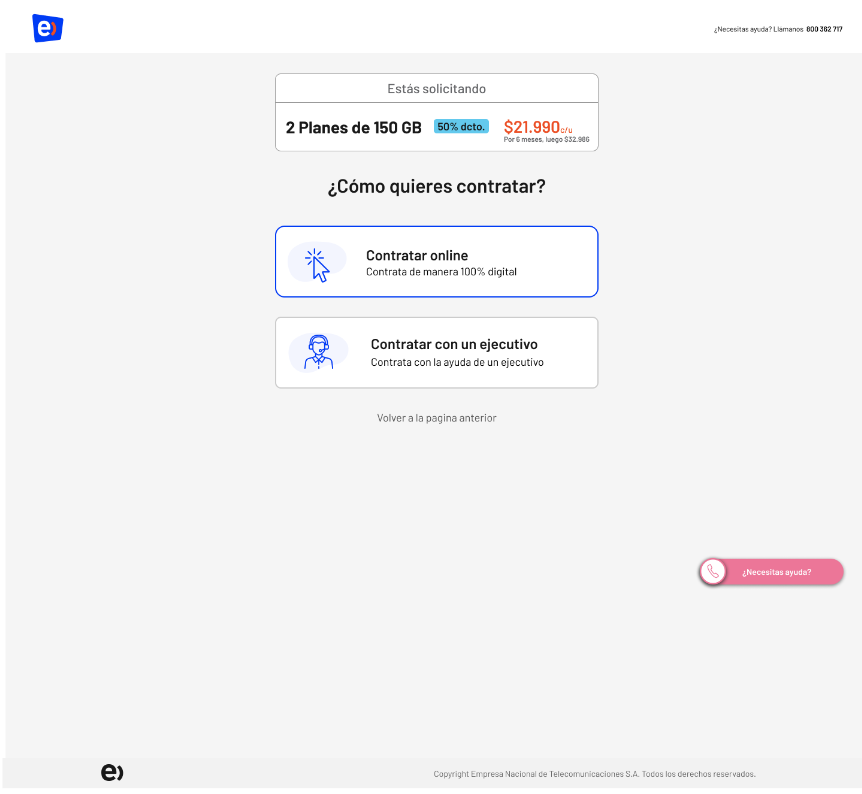 e)
¿Necesitas ayuda? Llámanos 800 362 717
Estás solicitando
2 Planes de 150 GB 50% dcto. $21.990c/u
Por 6 meses, luego $32.986
¿Cómo quieres contratar?
Contratar online
Contrata de manera 100% digital
Contratar con un ejecutivo
Contrata con la ayuda de un ejecutivo
Volver a la pagina anterior
¿Necesitas ayuda?
e)
Copyright Empresa Nacional de Telecomunicaciones S.A. Todos los derechos reservados.